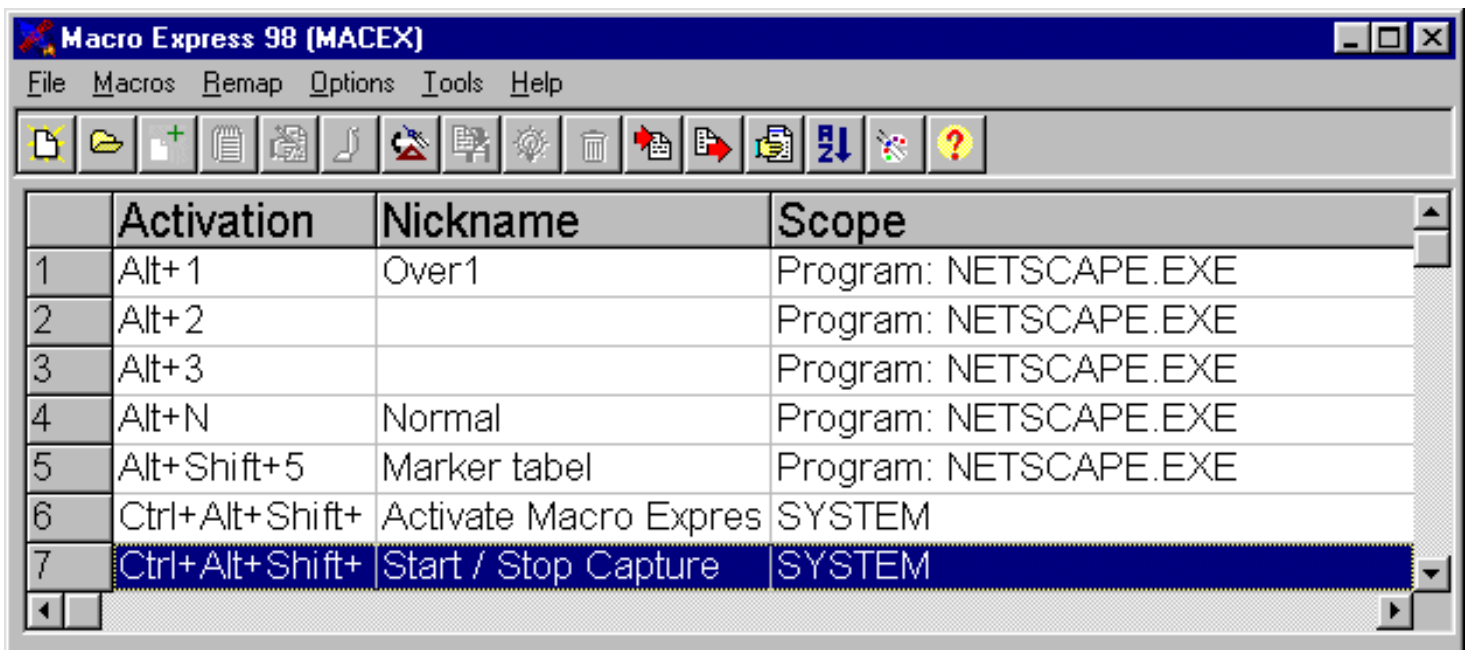 Macro Express 98 (MACEX)
File Macros Remap Options Tools Help
A Z ?
Activation Nickname Scope
1 Alt+1 Over1 Program: NETSCAPE.EXE
2 Alt+2 Program: NETSCAPE.EXE
3 Alt+3 Program: NETSCAPE.EXE
4 Alt+N Normal Program: NETSCAPE.EXE
5 Alt+Shift+5 Marker tabel Program: NETSCAPE.EXE
6 Ctrl+Alt+Shift+ Activate Macro Expres SYSTEM
7 Ctrl+Alt+Shift+ Start / Stop Capture SYSTEM